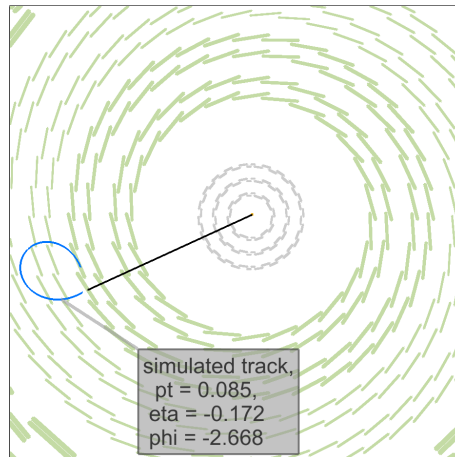 simulated track,
pt = 0.085,
eta = -0.172
phi = -2.668